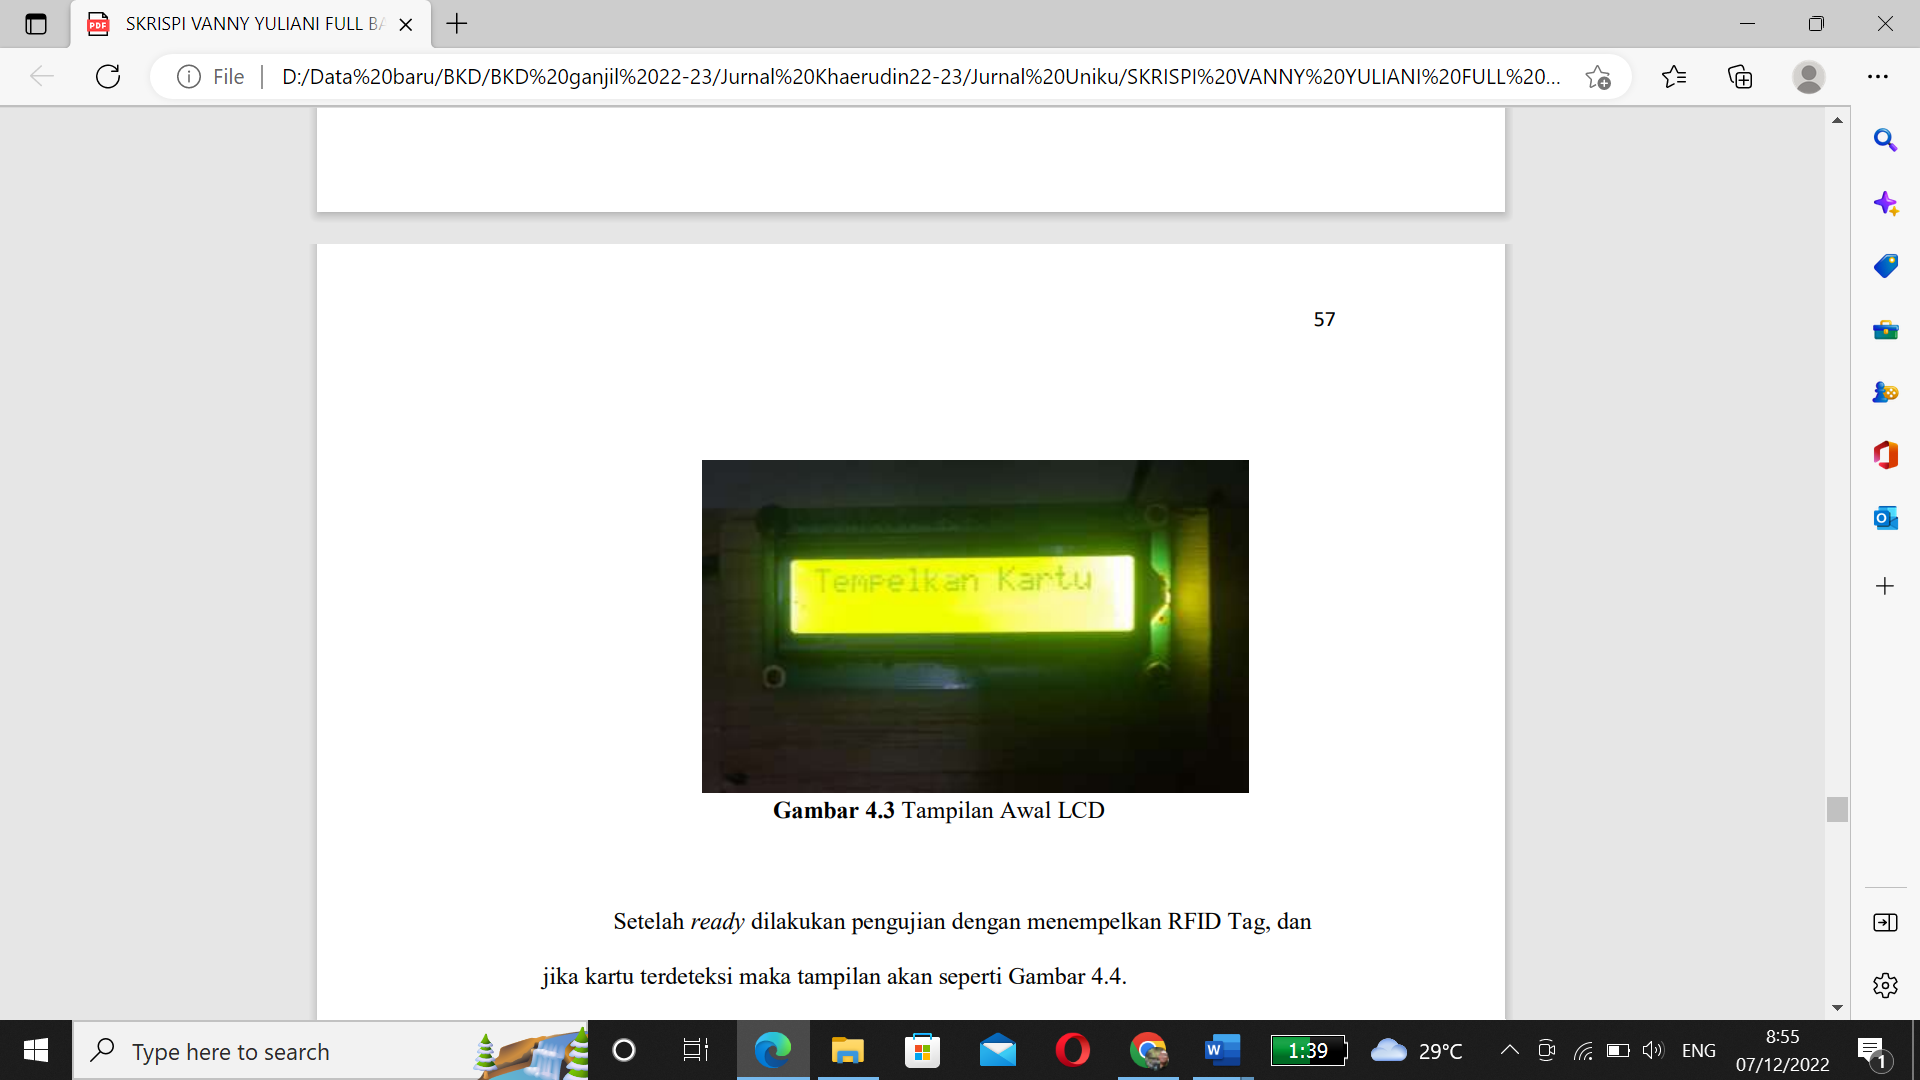 SKRISPI VANNY YULIANI FULL BA
File
D:/Data%20baru/BKD/BKD%20ganjil%2022-23/Jurnal%20Khaerudin22-23/Jurnal%20Uniku/SKRISPI%20VANNY%20YULIANI%20FULL%20...
57
Tempelkan Kartu
Gambar 4.3 Tampilan Awal LCD
Setelah ready dilakukan pengujian dengan menempelkan RFID Tag, dan
jika kartu terdeteksi maka tampilan akan seperti Gambar 4.4.
Type here to search
1:39
29°C
ENG
8:55
07/12/2022
1